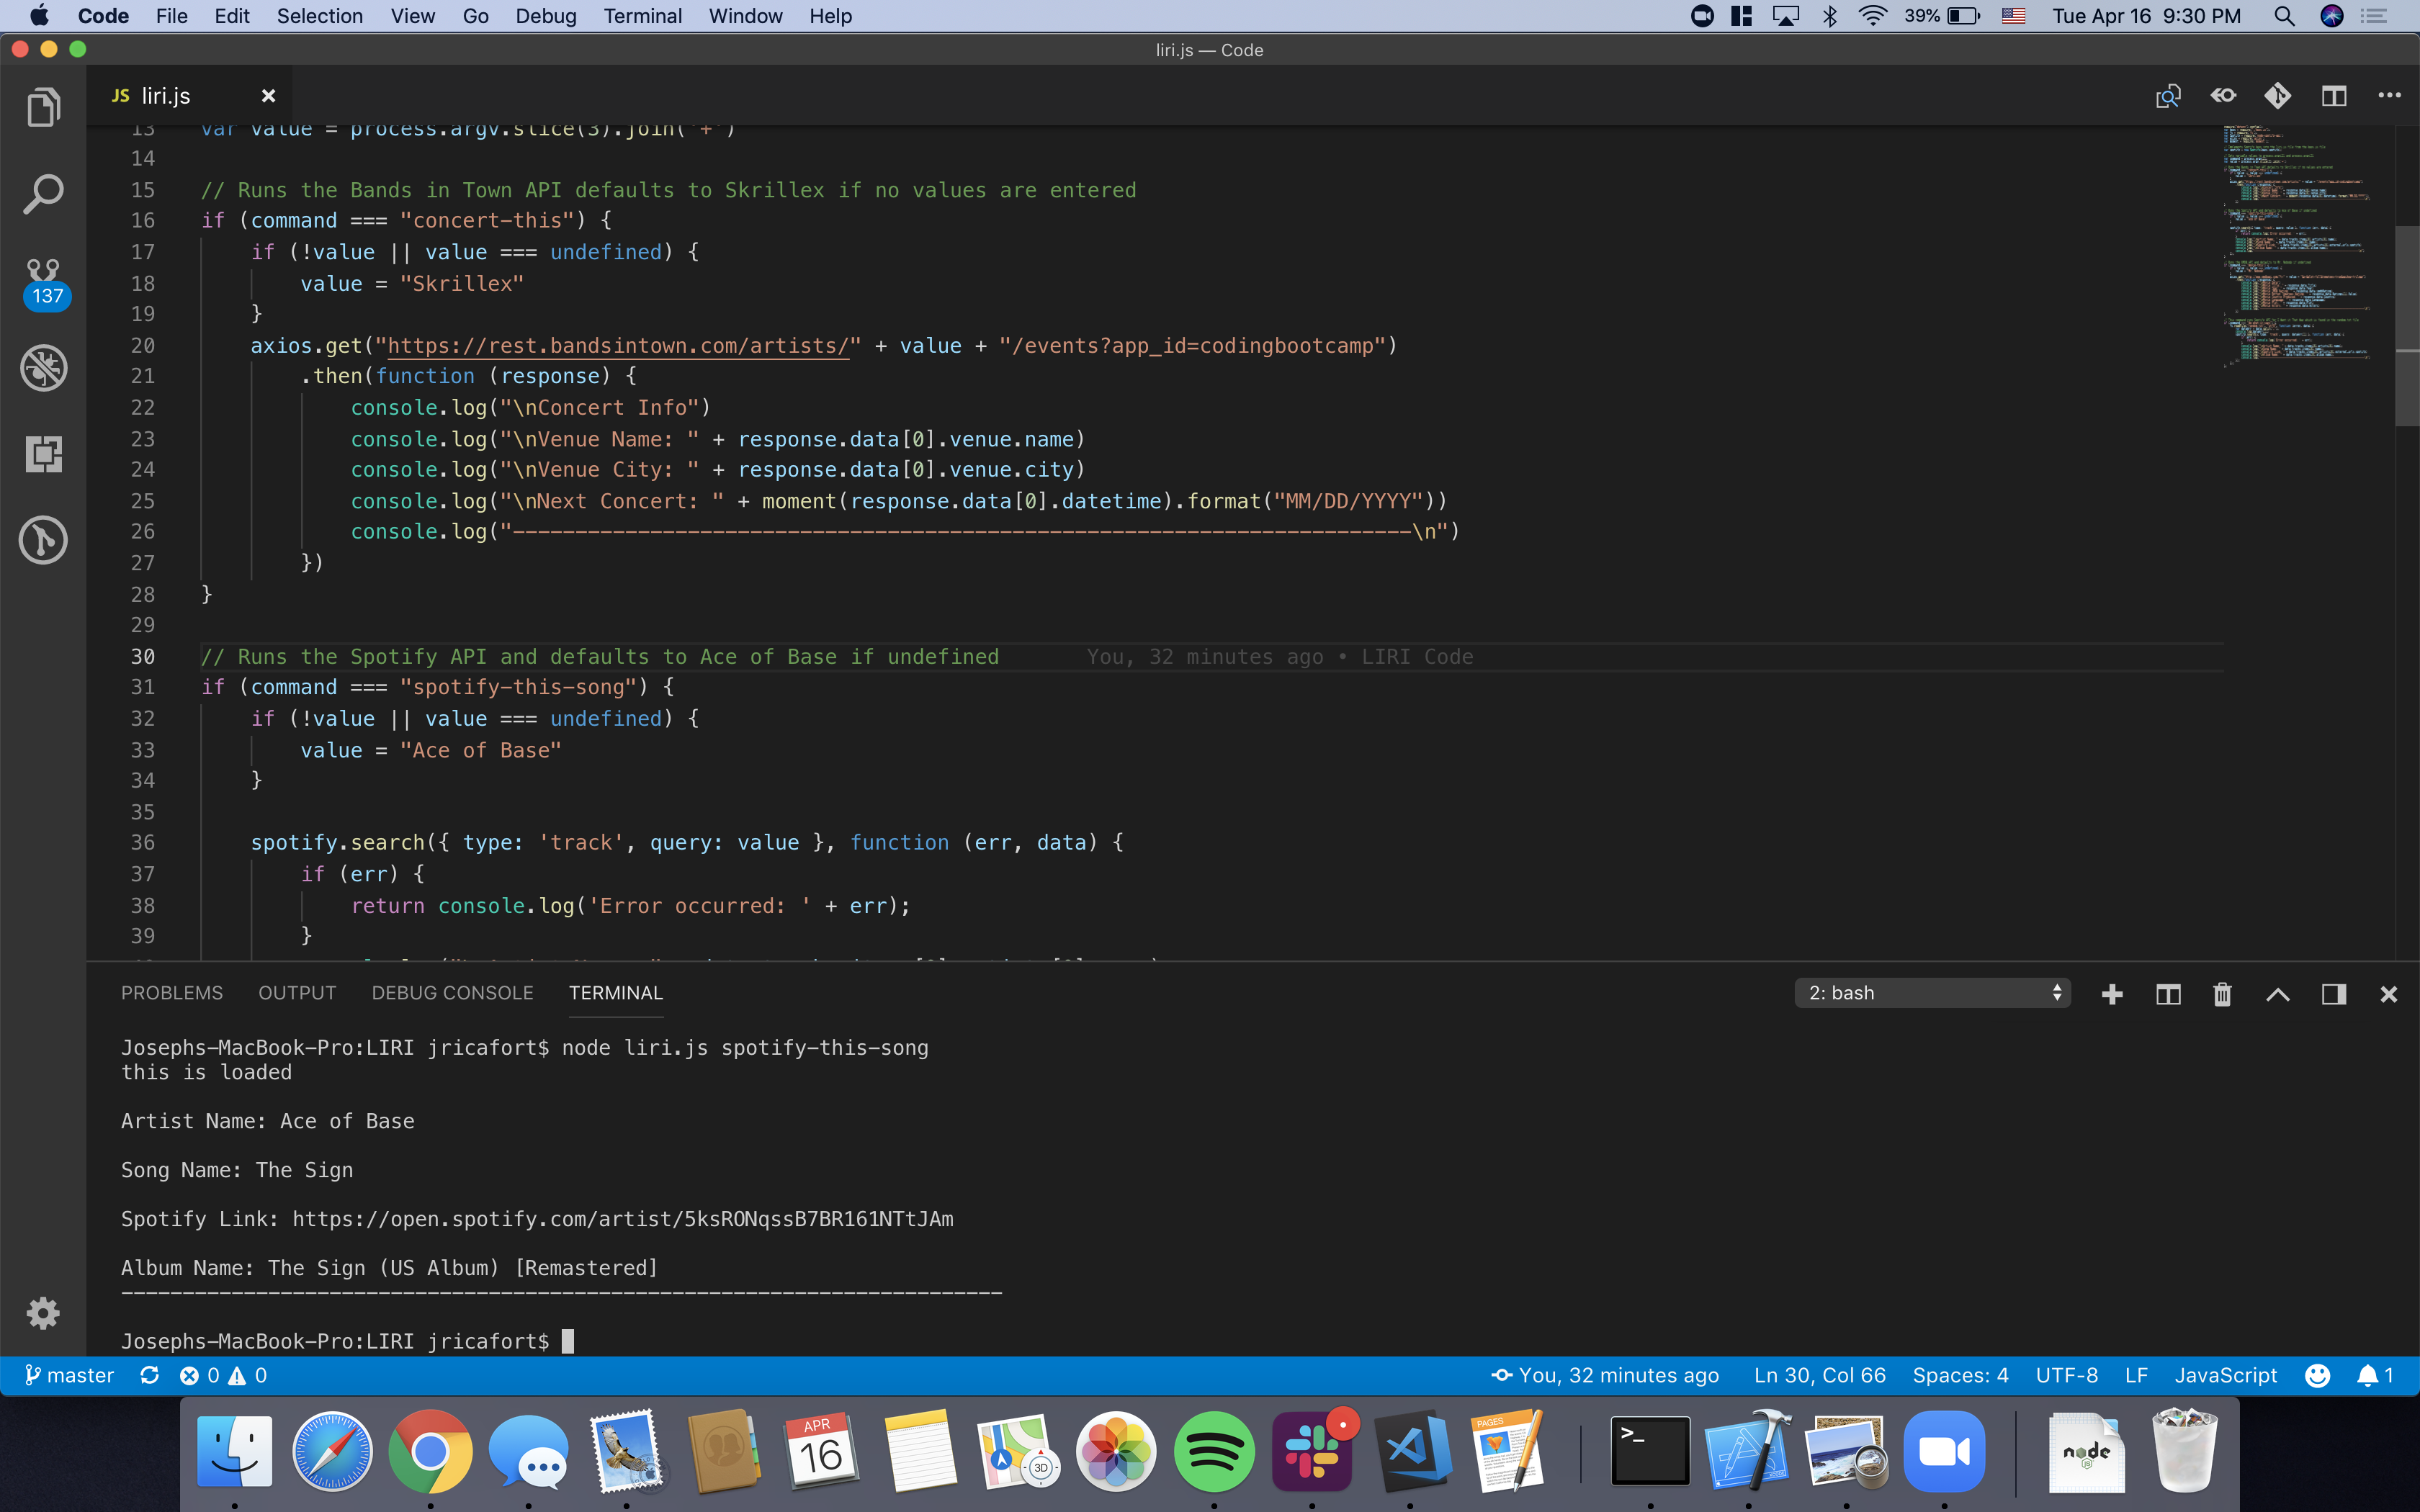 Code File Edit Selection View Go Debug Terminal Window Help 39% Tue Apr 16 9:30 PM
liri.js — Code
JS liri.js
13 var value = process.argv.slice(3).join("+")
14
15 // Runs the Bands in Town API defaults to Skrillex if no values are entered
16 if (command === "concert-this") {
17 if (!value || value === undefined) {
18 value = "Skrillex"
19 }
20 axios.get("https://rest.bandsintown.com/artists/" + value + "/events?app_id=codingbootcamp")
21 .then(function (response) {
22 console.log("\nConcert Info")
23 console.log("\nVenue Name: " + response.data[0].venue.name)
24 console.log("\nVenue City: " + response.data[0].venue.city)
25 console.log("\nNext Concert: " + moment(response.data[0].datetime).format("MM/DD/YYYY"))
26 console.log("------------------------------------------------------------------------\n")
27 })
28 }
29
30 // Runs the Spotify API and defaults to Ace of Base if undefined You, 32 minutes ago • LIRI Code
31 if (command === "spotify-this-song") {
32 if (!value || value === undefined) {
33 value = "Ace of Base"
34 }
35
36 spotify.search({ type: 'track', query: value }, function (err, data) {
37 if (err) {
38 return console.log('Error occurred: ' + err);
39 }
137
PROBLEMS OUTPUT DEBUG CONSOLE TERMINAL 2: bash
Josephs-MacBook-Pro:LIRI jricafort$ node liri.js spotify-this-song
this is loaded
Artist Name: Ace of Base
Song Name: The Sign
Spotify Link: https://open.spotify.com/artist/5ksRONqssB7BR161NTtJAm
Album Name: The Sign (US Album) [Remastered]
------------------------------------------------------------------------
Josephs-MacBook-Pro:LIRI jricafort$
master 0 0 You, 32 minutes ago Ln 30, Col 66 Spaces: 4 UTF-8 LF JavaScript 1
APR
16
3D
PAGES
>_
node
JS